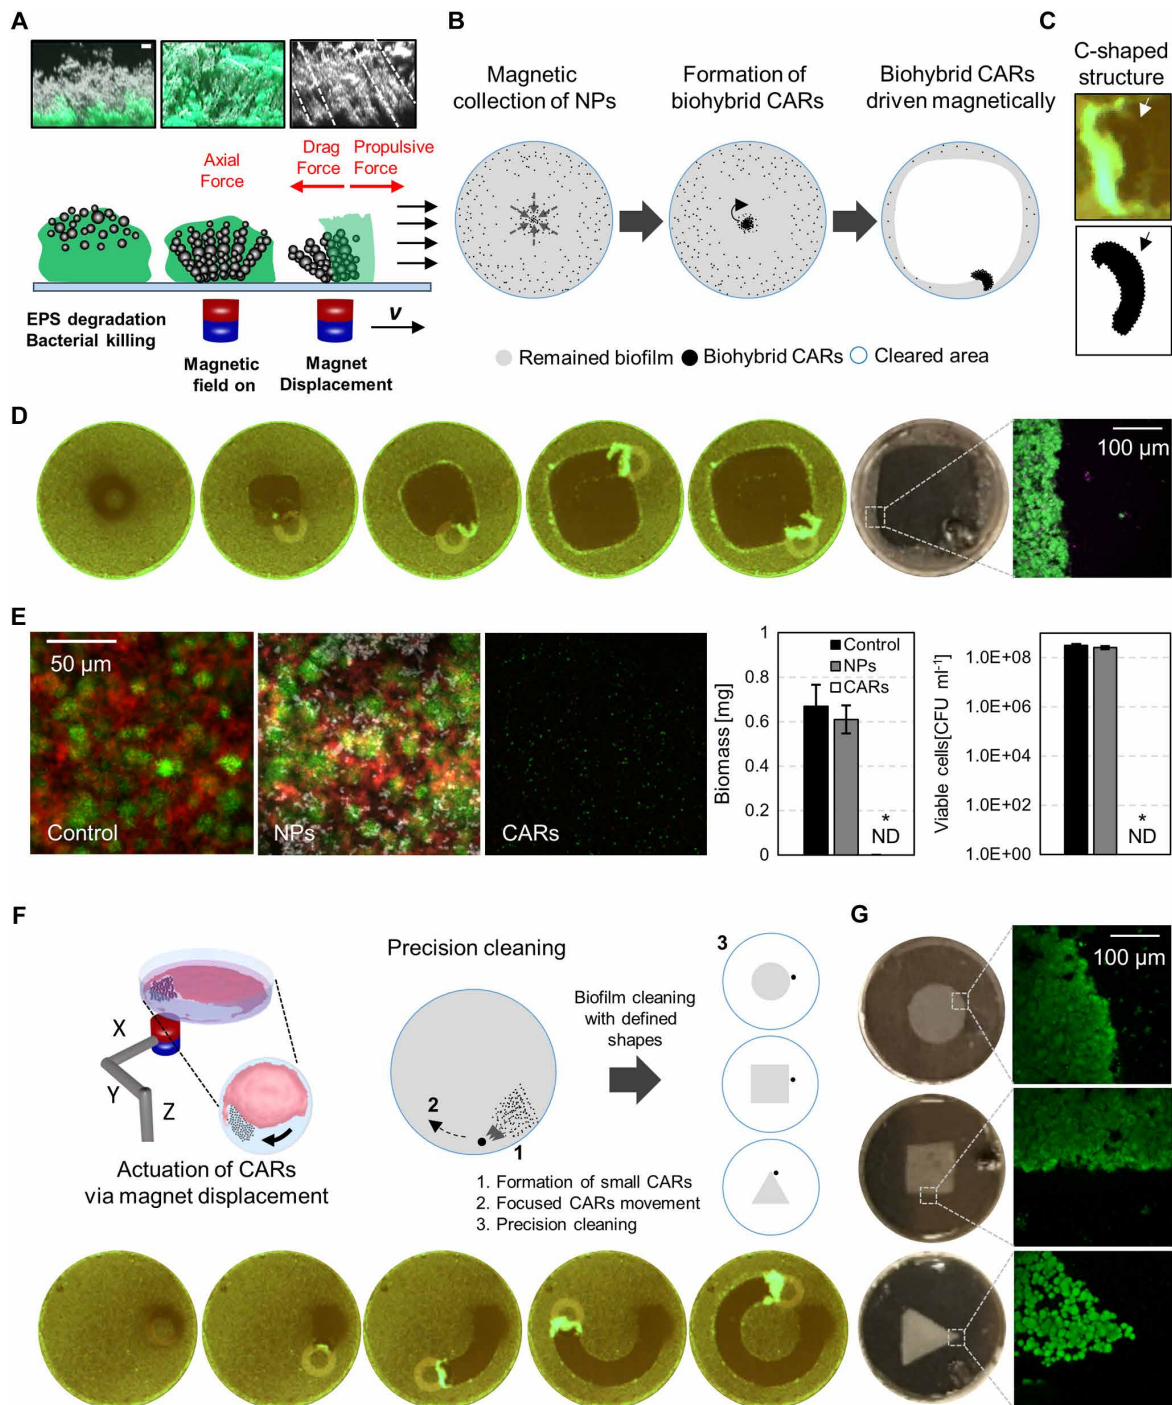 A
Axial
Force
Drag
Force
Propulsive
Force
EPS degradation
Bacterial killing
Magnetic
field on
Magnet
Displacement
v
B
Magnetic
collection of NPs
Formation of
biohybrid CARs
Biohybrid CARs
driven magnetically
Remained biofilm
Biohybrid CARs
Cleared area
C
C-shaped
structure
D
100 µm
E
50 µm
Control
NPs
CARs
Biomass [mg]
1
0.8
0.6
0.4
0.2
0
Control
NPs
CARs
*
ND
Viable cells[CFU ml-1]
1.0E+08
1.0E+06
1.0E+04
1.0E+02
1.0E+00
*
ND
F
X
Y
Z
Actuation of CARs
via magnet displacement
Precision cleaning
2
1
1. Formation of small CARs
2. Focused CARs movement
3. Precision cleaning
Biofilm cleaning
with defined
shapes
3
G
100 µm